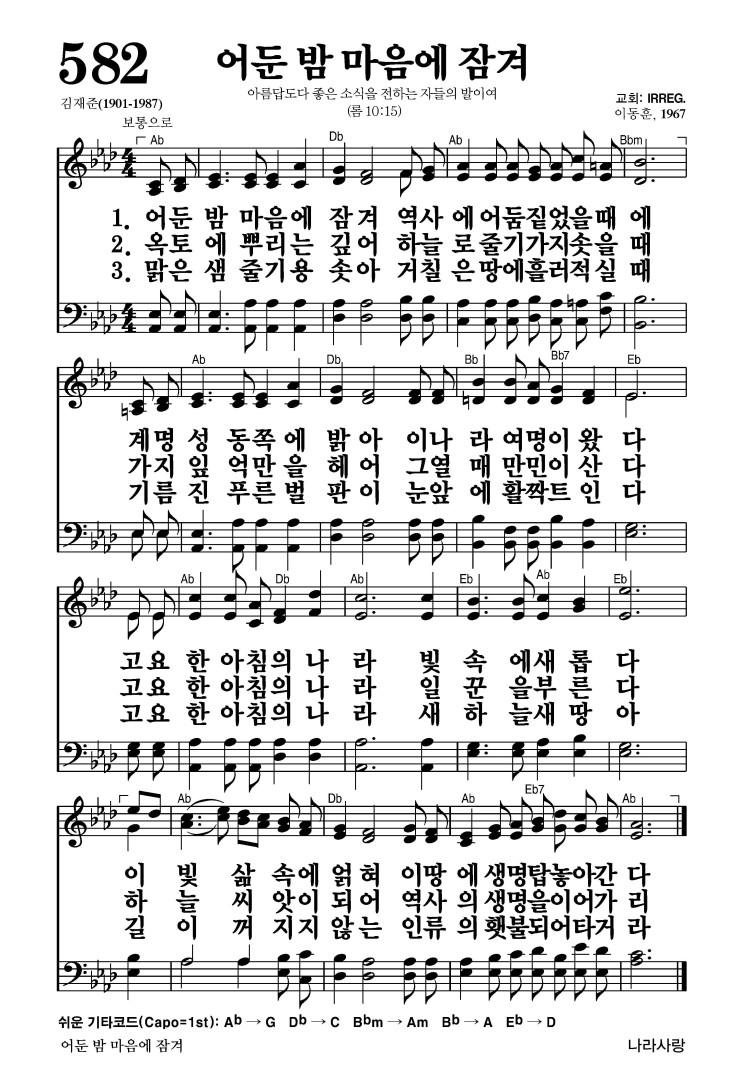 582 어둔 밤 마음에 잠겨
아름답도다 좋은 소식을 전하는 자들의 발이여
(롬 10:15)
김재준(1901-1987)
보통으로
교회: IRREG.
이동훈, 1967
Ab Db Ab Bbm
1. 어둔 밤 마음에 잠겨 역사 에어둠짙었을때 에
2. 옥토 에 뿌리는 깊어 하늘 로줄기가지솟을 때
3. 맑은 샘 줄기용 솟아 거칠 은땅에흘러적실 때
Ab Db, Bb Bb7 Eb
계명 성 동쪽에 밝아 이나 라여명이 왔 다
가지 잎 억만을 헤어 그열 매만민이 산 다
기름 진 푸른벌 판이 눈앞 에활짝트 인 다
Ab Db Ab Eb Ab Eb
고요 한아침의 나 라 빛 속 에새 롭 다
고요 한아침의 나 라 일 꾼 을부 른 다
고요 한아침의 나 라 새 하 늘새 땅 아
Ab Db Ab Eb7 Ab
이 빛 삶 속에 얽혀 이땅 에생명탑놓아간 다
하 늘 씨 앗이 되어 역사 의생명을이어가 리
길 이 꺼 지지 않는 인류 의횃불되어타거 라
쉬운 기타코드(Capo=1st): Ab → G Db → C Bbm → Am Bb → A Eb → D
어둔 밤 마음에 잠겨
나라사랑